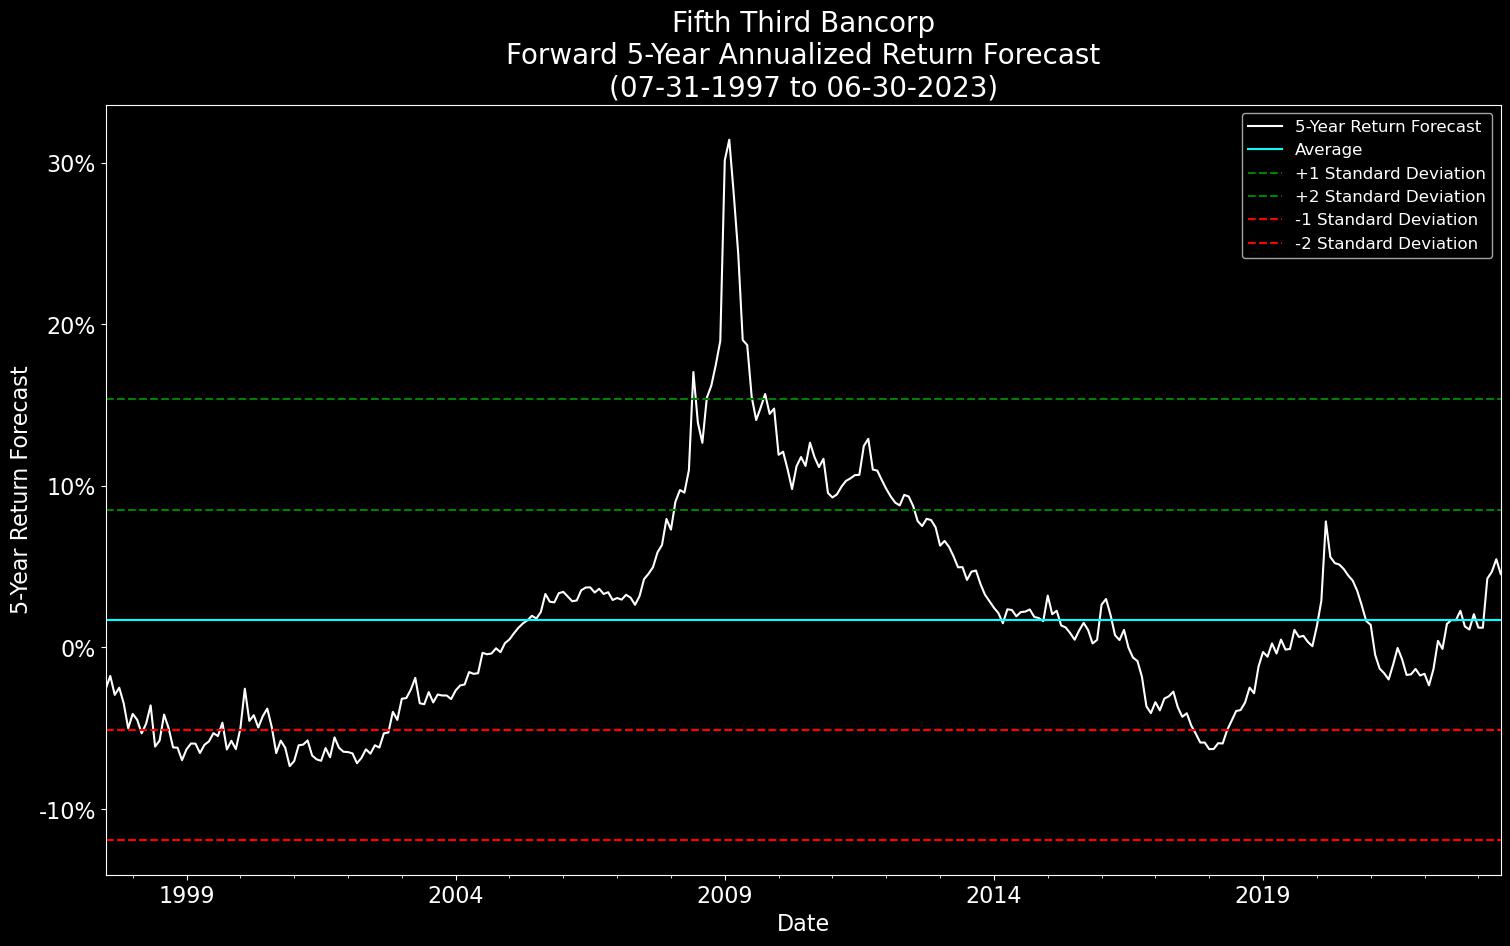 Fifth Third Bancorp
Forward 5-Year Annualized Return Forecast
(07-31-1997 to 06-30-2023)
5-Year Return Forecast
Average
+1 Standard Deviation
+2 Standard Deviation
-1 Standard Deviation
-2 Standard Deviation
5-Year Return Forecast
30%
20%
10%
0%
-10%
1999 2004 2009 2014 2019
Date